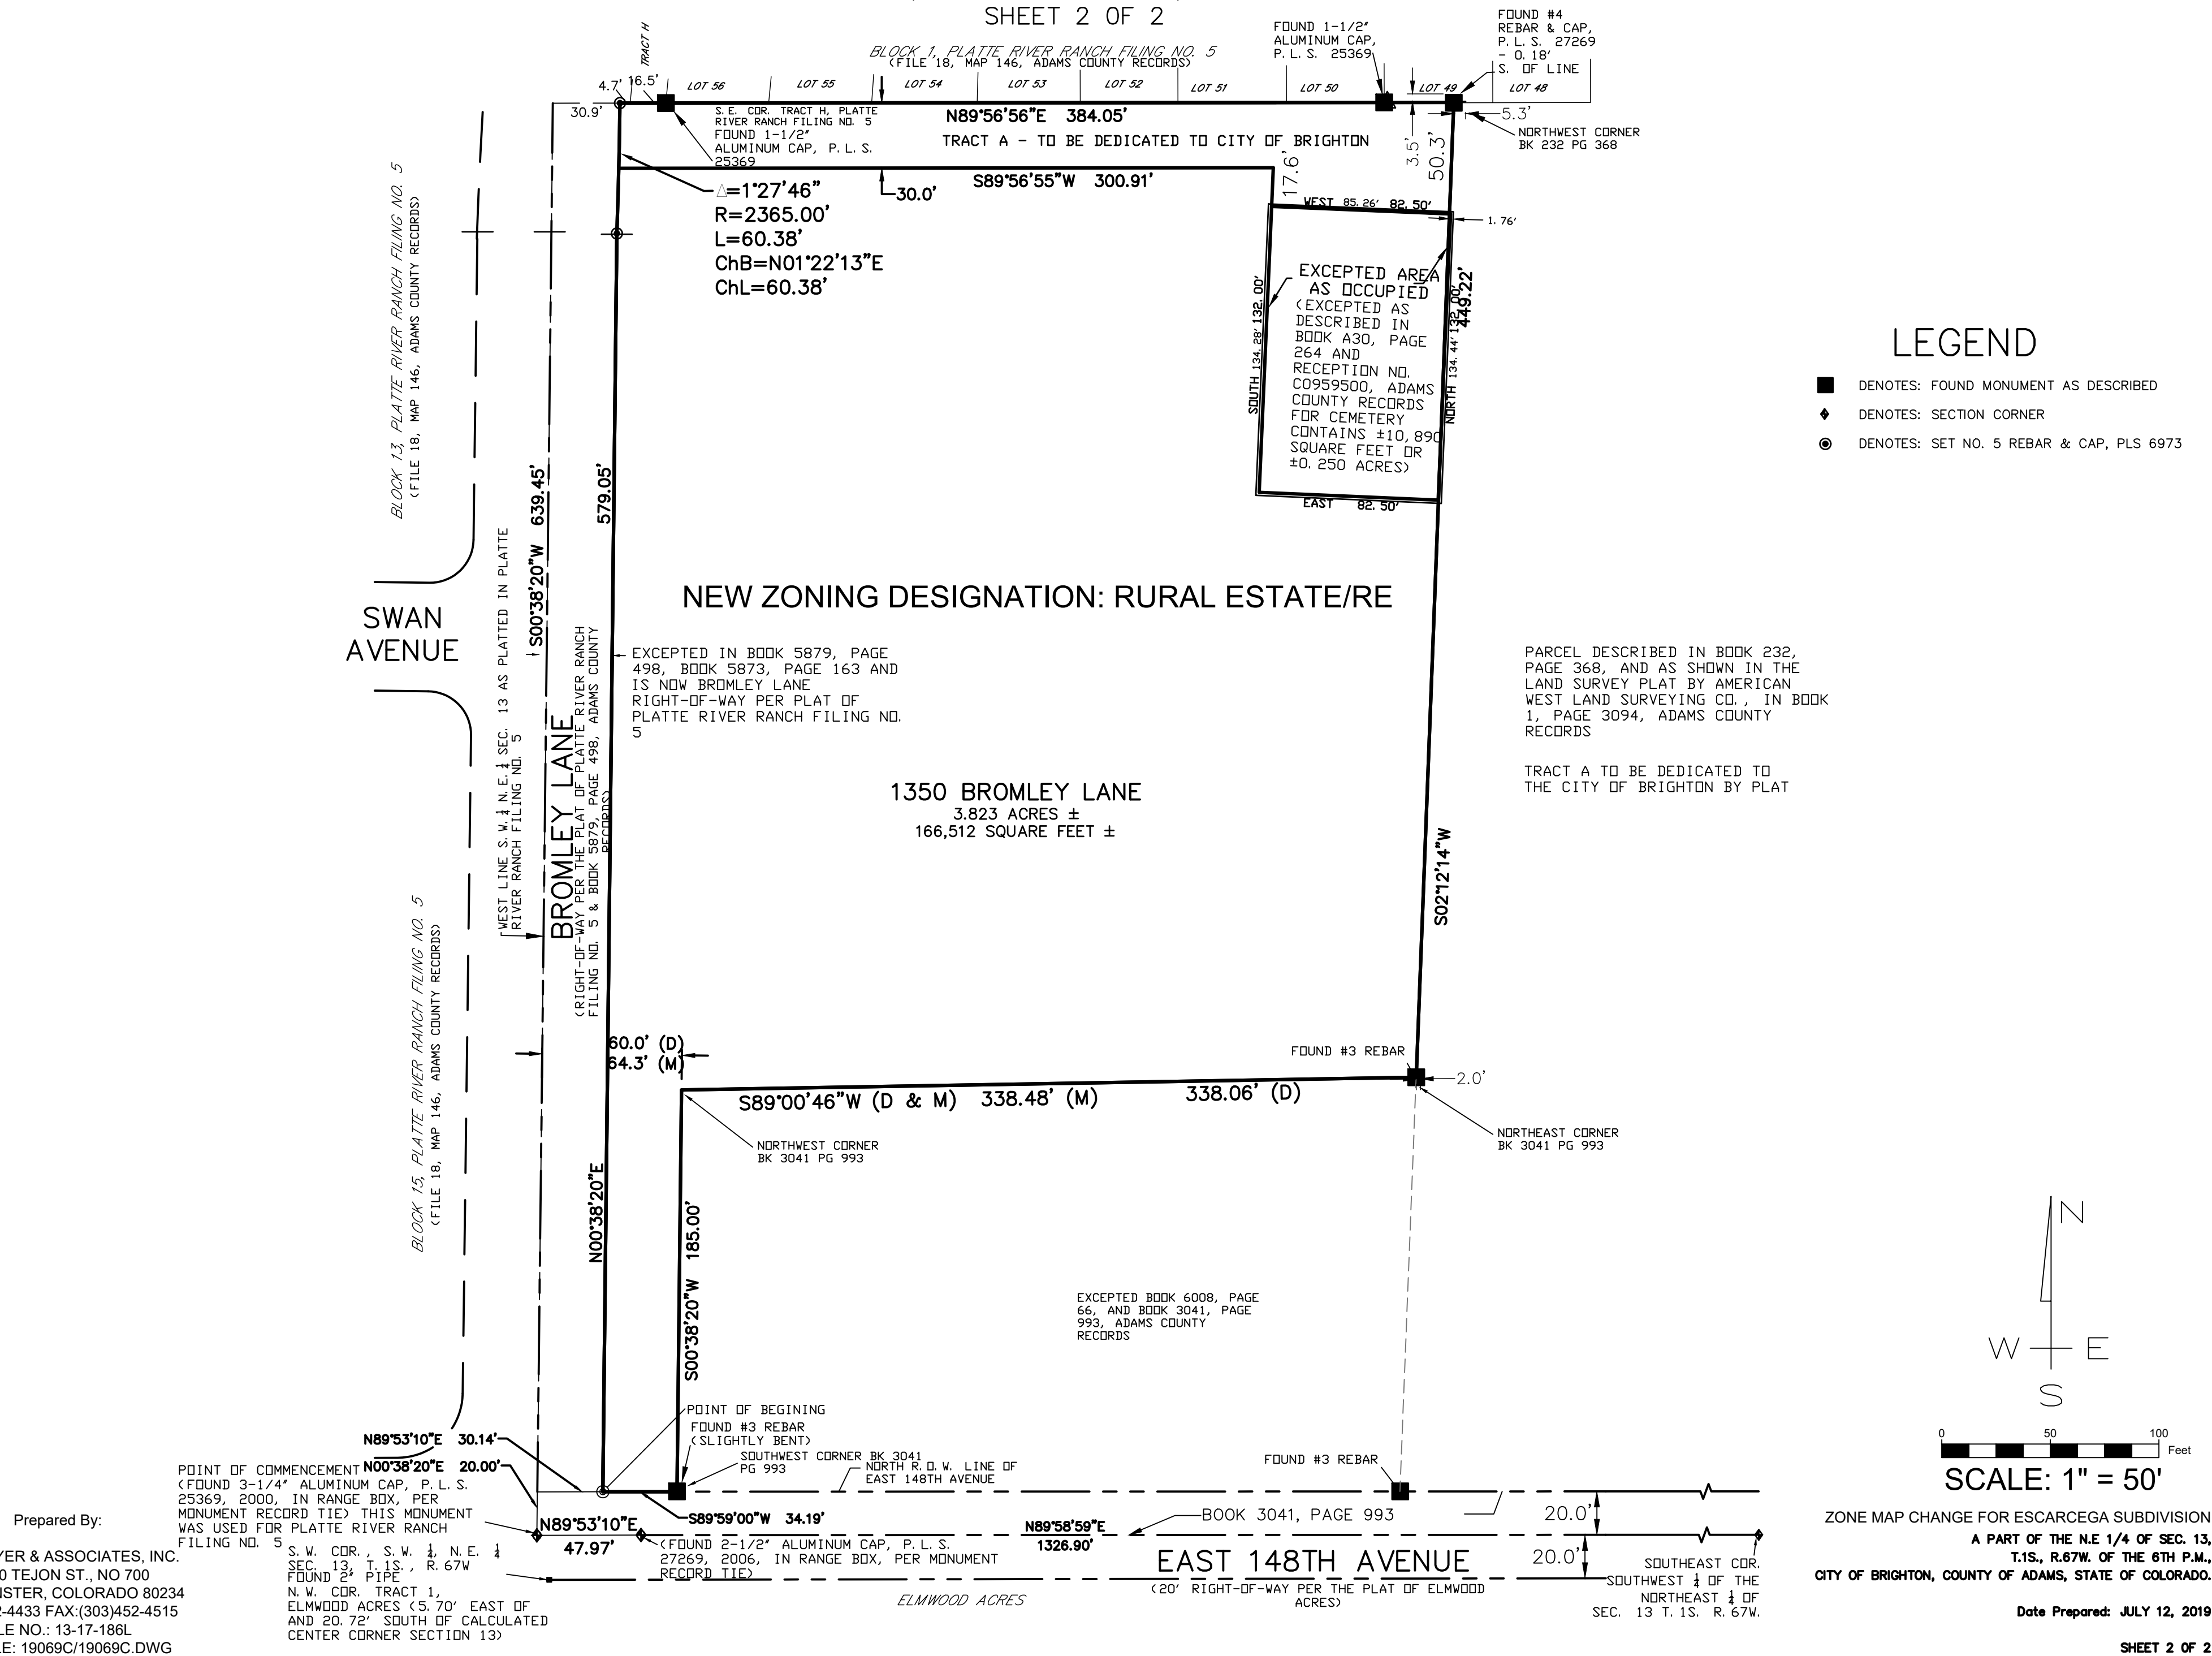 SHEET 2 OF 2
BLOCK 1, PLATTE RIVER RANCH FILING NO. 5
(FILE 18, MAP 146, ADAMS COUNTY RECORDS)
FOUND 1-1/2"
ALUMINUM CAP,
P. L. S. 25369
FOUND #4
REBAR & CAP,
P. L. S. 27269
- 0.18'
S. OF LINE
TRACT H
4.7'
16.5'
LOT 56
LOT 55
LOT 54
LOT 53
LOT 52
LOT 51
LOT 50
LOT 49
LOT 48
30.9'
S. E. COR. TRACT H, PLATTE
RIVER RANCH FILING NO. 5
FOUND 1-1/2"
ALUMINUM CAP, P. L. S.
25369
N89°56'56"E 384.05'
TRACT A - TO BE DEDICATED TO CITY OF BRIGHTON
5.3'
NORTHWEST CORNER
BK 232 PG 368
3.5'
50.3'
17.6'
S89°56'55"W 300.91'
30.0'
Δ=1°27'46"
R=2365.00'
L=60.38'
ChB=N01°22'13"E
ChL=60.38'
WEST 85.26' 82.50'
1.76'
EXCEPTED AREA
AS OCCUPIED
(EXCEPTED AS
DESCRIBED IN
BOOK A30, PAGE
264 AND
RECEPTION NO.
C0959500, ADAMS
COUNTY RECORDS
FOR CEMETERY
CONTAINS ±10,890
SQUARE FEET OR
±0.250 ACRES)
SOUTH 134.28' 132.00'
NORTH 134.44' 132.00'
449.22'
EAST 82.50'
LEGEND
DENOTES: FOUND MONUMENT AS DESCRIBED
DENOTES: SECTION CORNER
DENOTES: SET NO. 5 REBAR & CAP, PLS 6973
BLOCK 13, PLATTE RIVER RANCH FILING NO. 5
(FILE 18, MAP 146, ADAMS COUNTY RECORDS)
S00°38'20"W 639.45'
579.05'
NEW ZONING DESIGNATION: RURAL ESTATE/RE
SWAN
AVENUE
WEST LINE S. W. ¼ N. E. ¼ SEC. 13 AS PLATTED IN PLATTE
RIVER RANCH FILING NO. 5
BROMLEY LANE
(RIGHT-OF-WAY PER THE PLAT OF PLATTE RIVER RANCH
FILING NO. 5 & BOOK 5879, PAGE 498, ADAMS COUNTY
RECORDS)
EXCEPTED IN BOOK 5879, PAGE
498, BOOK 5873, PAGE 163 AND
IS NOW BROMLEY LANE
RIGHT-OF-WAY PER PLAT OF
PLATTE RIVER RANCH FILING NO.
5
PARCEL DESCRIBED IN BOOK 232,
PAGE 368, AND AS SHOWN IN THE
LAND SURVEY PLAT BY AMERICAN
WEST LAND SURVEYING CO., IN BOOK
1, PAGE 3094, ADAMS COUNTY
RECORDS
TRACT A TO BE DEDICATED TO
THE CITY OF BRIGHTON BY PLAT
1350 BROMLEY LANE
3.823 ACRES ±
166,512 SQUARE FEET ±
S02°12'14"W
BLOCK 15, PLATTE RIVER RANCH FILING NO. 5
(FILE 18, MAP 146, ADAMS COUNTY RECORDS)
60.0' (D)
64.3' (M)
FOUND #3 REBAR
2.0'
S89°00'46"W (D & M) 338.48' (M) 338.06' (D)
NORTHWEST CORNER
BK 3041 PG 993
NORTHEAST CORNER
BK 3041 PG 993
N00°38'20"E
S00°38'20"W 185.00'
EXCEPTED BOOK 6008, PAGE
66, AND BOOK 3041, PAGE
993, ADAMS COUNTY
RECORDS
N
W E
S
0 50 100
Feet
SCALE: 1" = 50'
POINT OF BEGINING
FOUND #3 REBAR
(SLIGHTLY BENT)
SOUTHWEST CORNER BK 3041
PG 993
NORTH R. O. W. LINE OF
EAST 148TH AVENUE
FOUND #3 REBAR
N89°53'10"E 30.14'
N00°38'20"E 20.00'
POINT OF COMMENCEMENT
(FOUND 3-1/4" ALUMINUM CAP, P. L. S.
25369, 2000, IN RANGE BOX, PER
MONUMENT RECORD TIE) THIS MONUMENT
WAS USED FOR PLATTE RIVER RANCH
FILING NO. 5
S. W. COR., S. W. ¼, N. E. ¼
SEC. 13, T. 1S., R. 67W
FOUND 2" PIPE
N. W. COR. TRACT 1,
ELMWOOD ACRES (5.70' EAST OF
AND 20.72' SOUTH OF CALCULATED
CENTER CORNER SECTION 13)
N89°53'10"E
47.97'
S89°59'00"W 34.19'
(FOUND 2-1/2" ALUMINUM CAP, P. L. S.
27269, 2006, IN RANGE BOX, PER MONUMENT
RECORD TIE)
N89°58'59"E
1326.90'
BOOK 3041, PAGE 993
20.0'
20.0'
EAST 148TH AVENUE
(20' RIGHT-OF-WAY PER THE PLAT OF ELMWOOD
ACRES)
ELMWOOD ACRES
SOUTHEAST COR.
SOUTHWEST ¼ OF THE
NORTHEAST ¼ OF
SEC. 13 T. 1S. R. 67W.
Prepared By:
YER & ASSOCIATES, INC.
0 TEJON ST., NO 700
NSTER, COLORADO 80234
2-4433 FAX:(303)452-4515
LE NO.: 13-17-186L
LE: 19069C/19069C.DWG
ZONE MAP CHANGE FOR ESCARCEGA SUBDIVISION
A PART OF THE N.E 1/4 OF SEC. 13,
T.1S., R.67W. OF THE 6TH P.M.,
CITY OF BRIGHTON, COUNTY OF ADAMS, STATE OF COLORADO.
Date Prepared: JULY 12, 2019
SHEET 2 OF 2